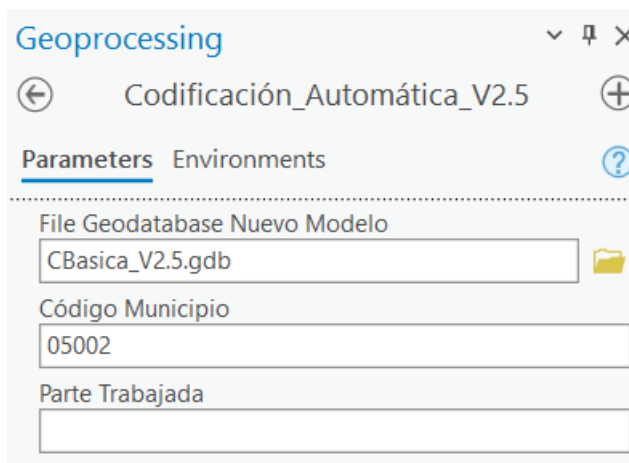 Geoprocessing
Codificación_Automática_V2.5
Parameters Environments
File Geodatabase Nuevo Modelo
CBasica_V2.5.gdb
Código Municipio
05002
Parte Trabajada